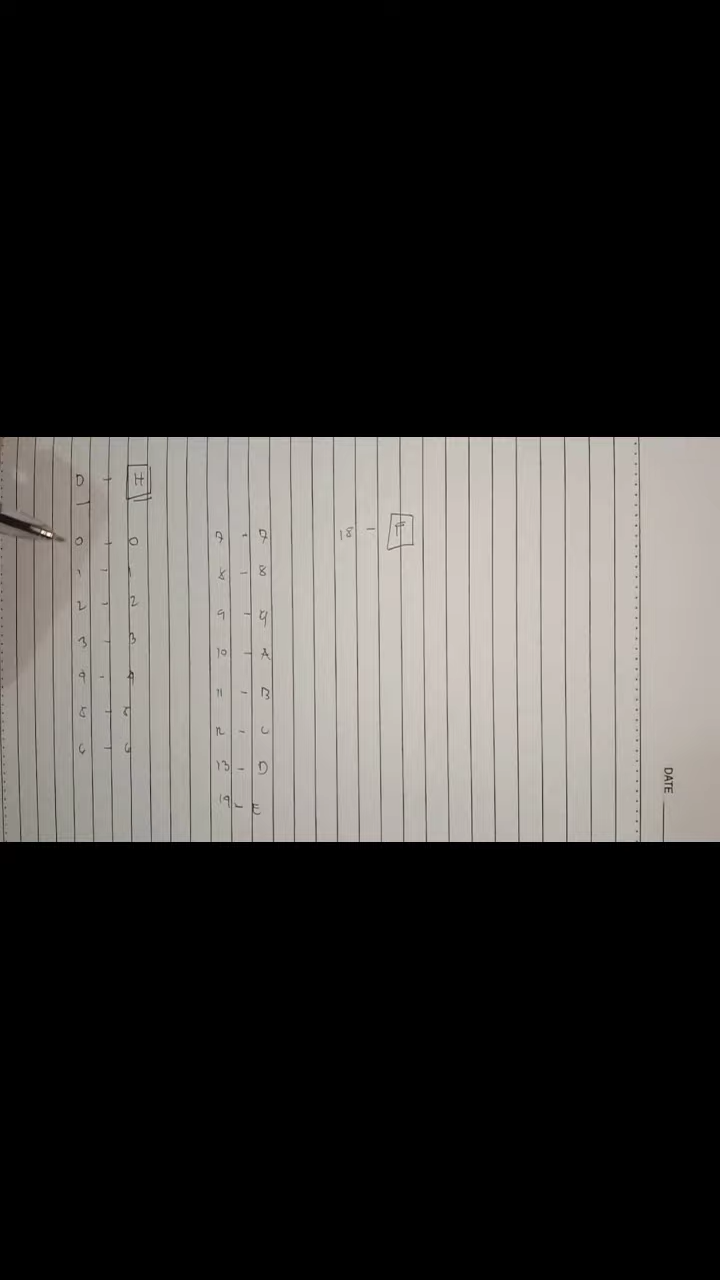 D - H
0 - 0
1 - 1
2 - 2
3 - 3
4 - 4
5 - 5
6 - 6
7 - 7
8 - 8
9 - 9
10 - A
11 - B
12 - C
13 - D
14 - E
15 - F
DATE